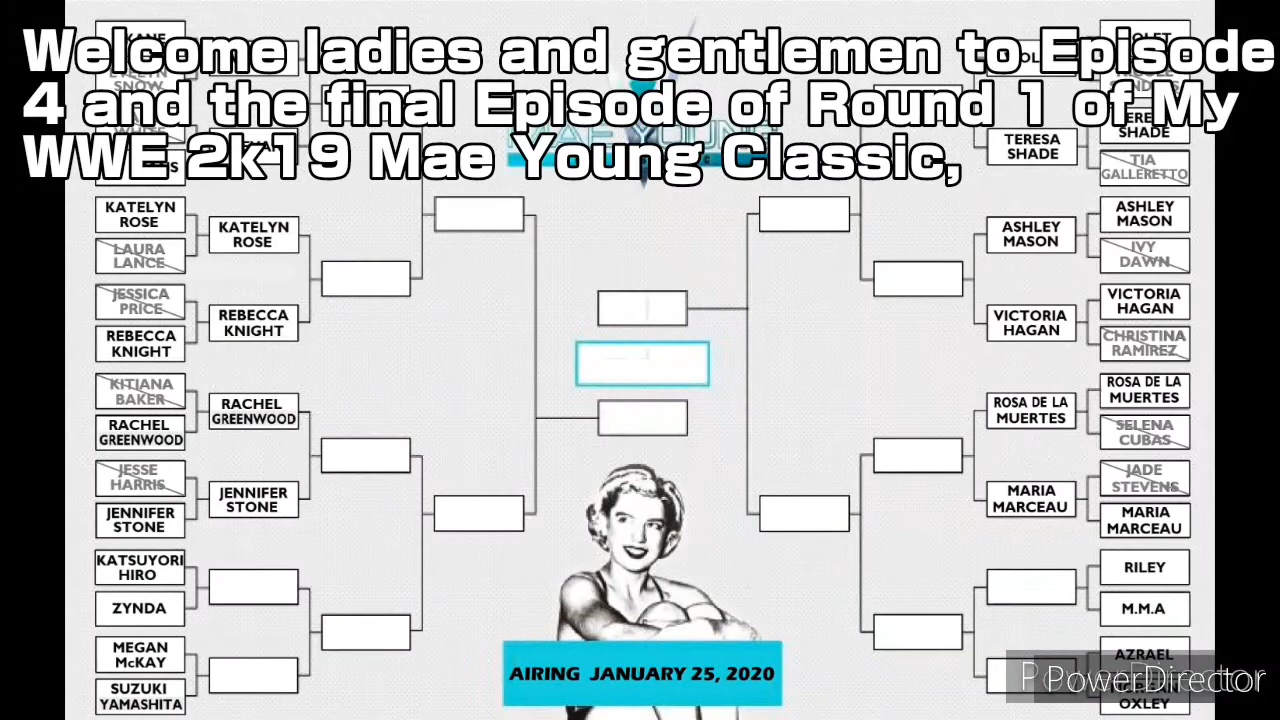 Welcome ladies and gentlemen to Episode
4 and the final Episode of Round 1 of My
WWE 2k19 Mae Young Classic,
KATELYN
ROSE
LAURA
LANCE
JESSICA
PRICE
REBECCA
KNIGHT
KITIANA
BAKER
RACHEL
GREENWOOD
JESSE
HARRIS
JENNIFER
STONE
KATSUYORI
HIRO
ZYNDA
MEGAN
McKAY
SUZUKI
YAMASHITA
KATELYN
ROSE
REBECCA
KNIGHT
RACHEL
GREENWOOD
JENNIFER
STONE
MAE YOUNG
AIRING JANUARY 25, 2020
TERESA
SHADE
ASHLEY
MASON
VICTORIA
HAGAN
ROSA DE LA
MUERTES
MARIA
MARCEAU
SHADE
TIA
GALLERETTO
ASHLEY
MASON
IVY
DAWN
VICTORIA
HAGAN
CHRISTINA
RAMIREZ
ROSA DE LA
MUERTES
SELENA
CUBAS
JADE
STEVENS
MARIA
MARCEAU
RILEY
M.M.A
AZRAEL
OXLEY
PowerDirector